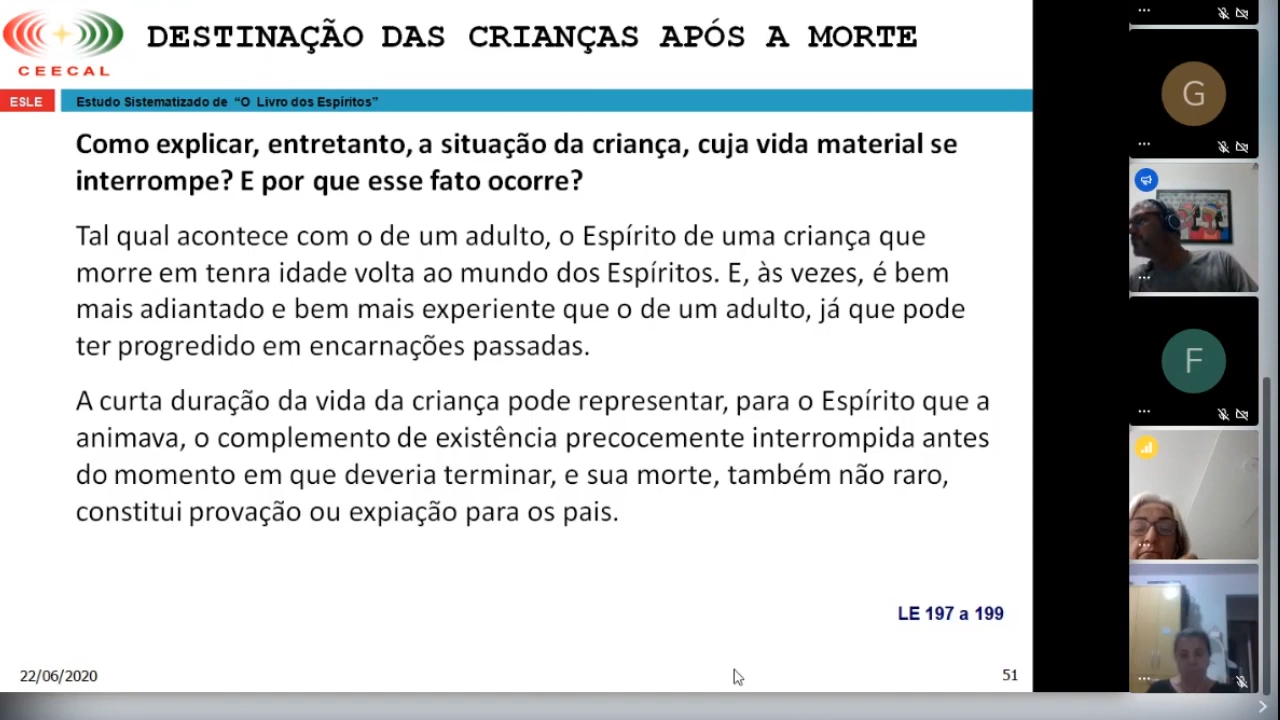 DESTINAÇÃO DAS CRIANÇAS APÓS A MORTE
CEECAL
ESLE
Estudo Sistematizado de “O Livro dos Espíritos”
Como explicar, entretanto, a situação da criança, cuja vida material se
interrompe? E por que esse fato ocorre?
Tal qual acontece com o de um adulto, o Espírito de uma criança que
morre em tenra idade volta ao mundo dos Espíritos. E, às vezes, é bem
mais adiantado e bem mais experiente que o de um adulto, já que pode
ter progredido em encarnações passadas.
A curta duração da vida da criança pode representar, para o Espírito que a
animava, o complemento de existência precocemente interrompida antes
do momento em que deveria terminar, e sua morte, também não raro,
constitui provação ou expiação para os pais.
LE 197 a 199
22/06/2020
51
G
F